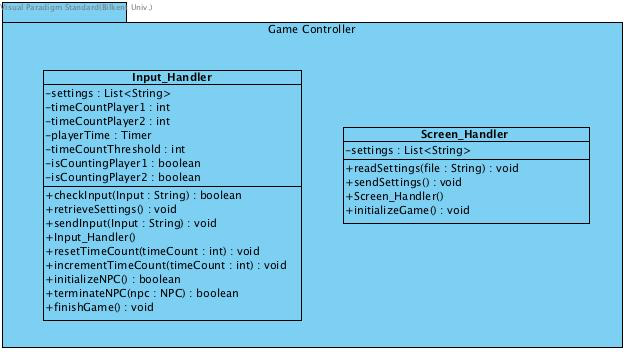 Visual Paradigm Standard(Bilkent Univ.)
Game Controller
Input_Handler
-settings : List<String>
-timeCountPlayer1 : int
-timeCountPlayer2 : int
-playerTime : Timer
-timeCountThreshold : int
-isCountingPlayer1 : boolean
-isCountingPlayer2 : boolean
+checkInput(Input : String) : boolean
+retrieveSettings() : void
+sendInput(Input : String) : void
+Input_Handler()
+resetTimeCount(timeCount : int) : void
+incrementTimeCount(timeCount : int) : void
+initializeNPC() : boolean
+terminateNPC(npc : NPC) : boolean
+finishGame() : void
Screen_Handler
-settings : List<String>
+readSettings(file : String) : void
+sendSettings() : void
+Screen_Handler()
+initializeGame() : void